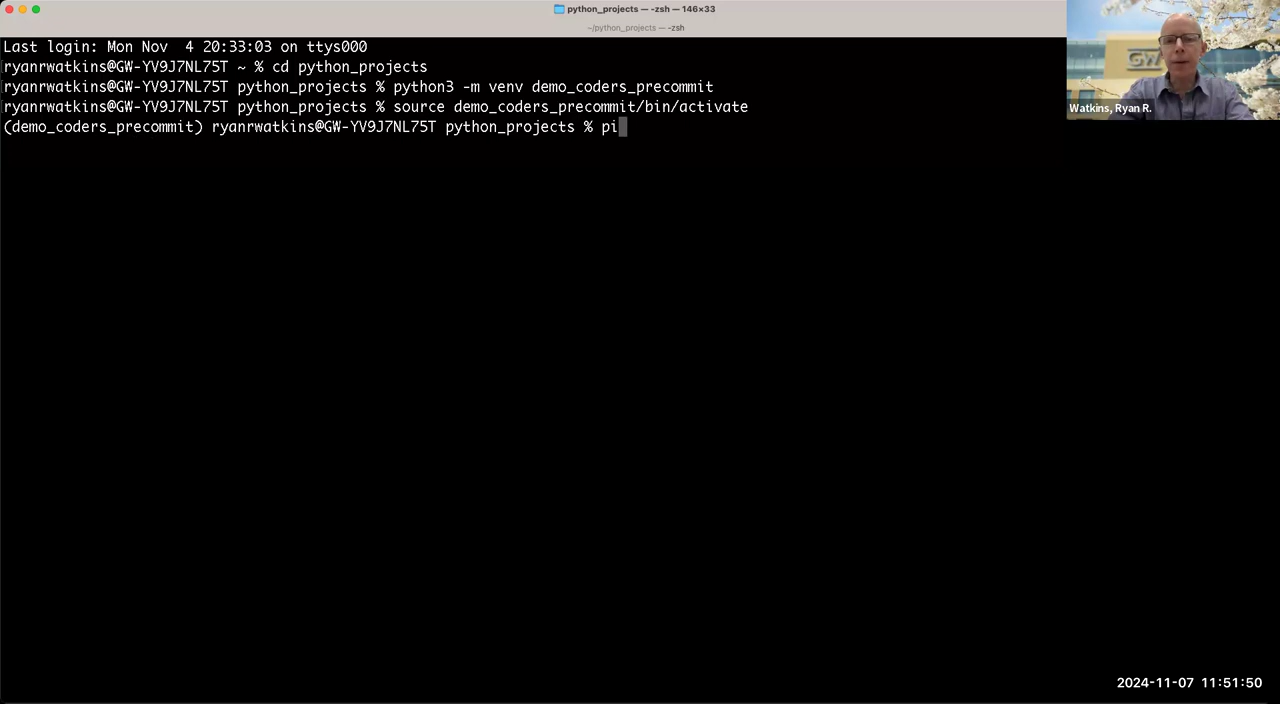 python_projects — -zsh — 146×33
~/python_projects — -zsh
Last login: Mon Nov  4 20:33:03 on ttys000
ryanrwatkins@GW-YV9J7NL75T ~ % cd python_projects
ryanrwatkins@GW-YV9J7NL75T python_projects % python3 -m venv demo_coders_precommit
ryanrwatkins@GW-YV9J7NL75T python_projects % source demo_coders_precommit/bin/activate
(demo_coders_precommit) ryanrwatkins@GW-YV9J7NL75T python_projects % pi
GW
Watkins, Ryan R.
2024-11-07 11:51:50